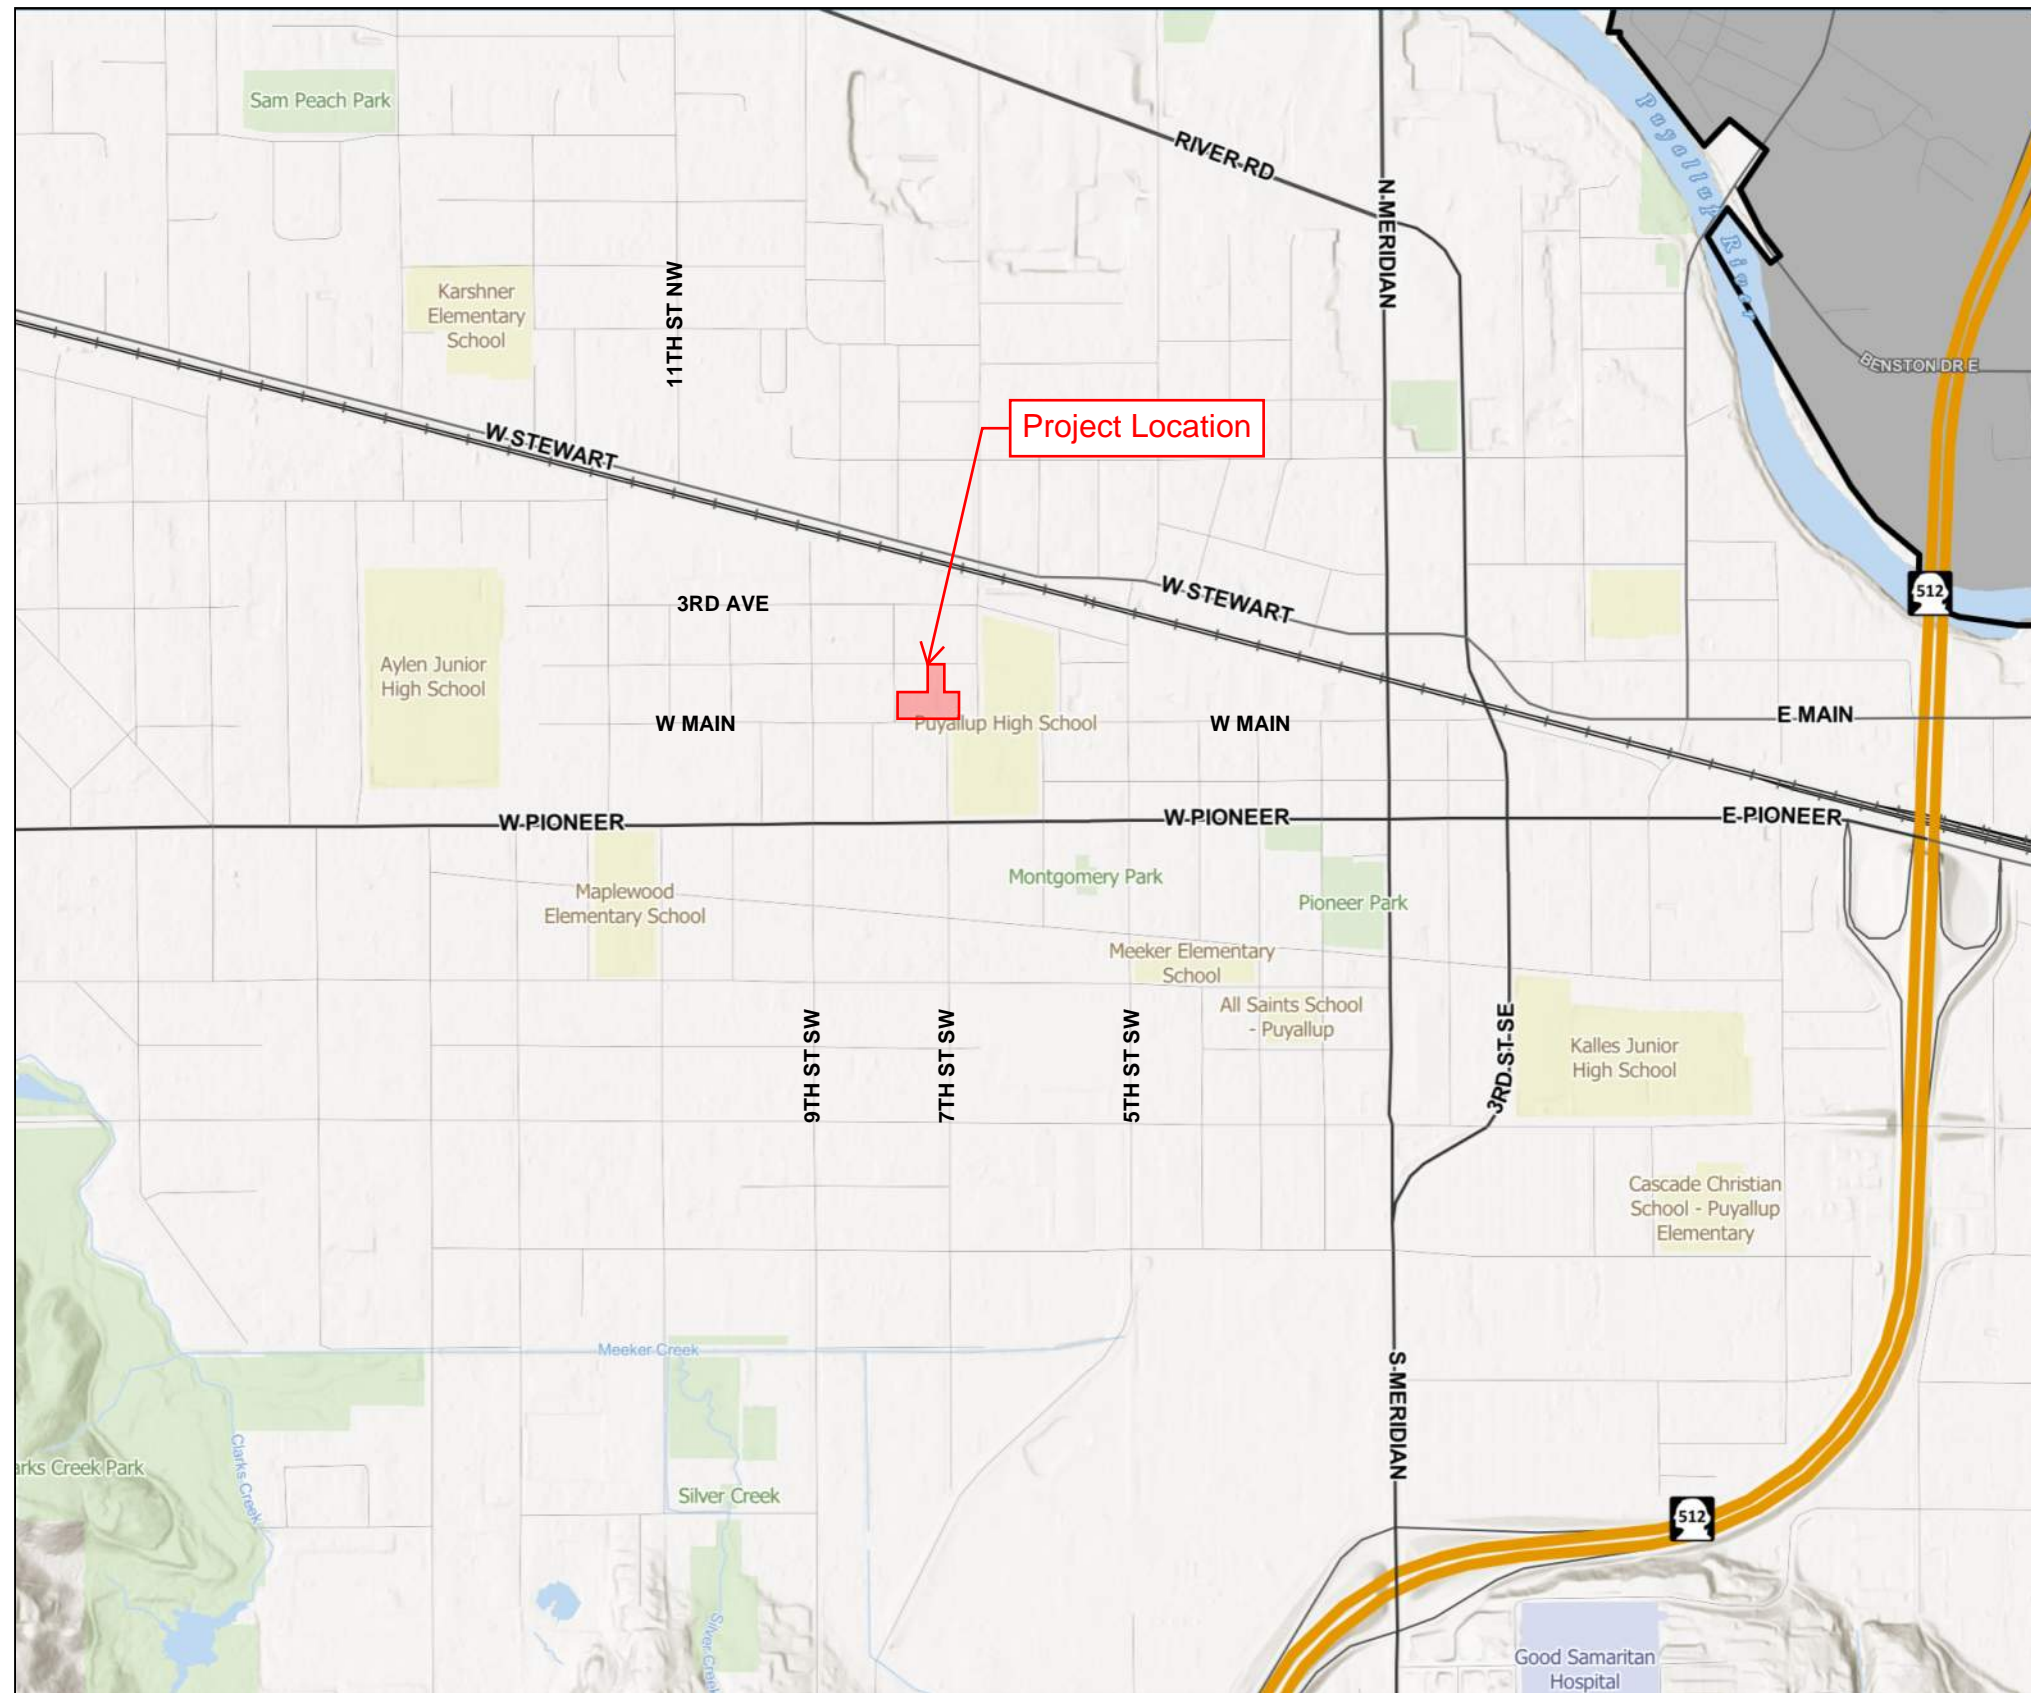 Sam Peach Park
Puyallup River
RIVER RD
N MERIDIAN
11TH ST NW
Karshner
Elementary
School
BENSTON DR E
Project Location
W STEWART
W STEWART
512
3RD AVE
Aylen Junior
High School
W MAIN
Puyallup High School
W MAIN
E MAIN
W PIONEER
W PIONEER
E PIONEER
Maplewood
Elementary School
Montgomery Park
Pioneer Park
Meeker Elementary
School
All Saints School
- Puyallup
9TH ST SW
7TH ST SW
5TH ST SW
3RD ST SE
Kalles Junior
High School
Cascade Christian
School - Puyallup
Elementary
Meeker Creek
S MERIDIAN
arks Creek Park
Clarks Creek
Silver Creek
512
Silver Creek
Good Samaritan
Hospital